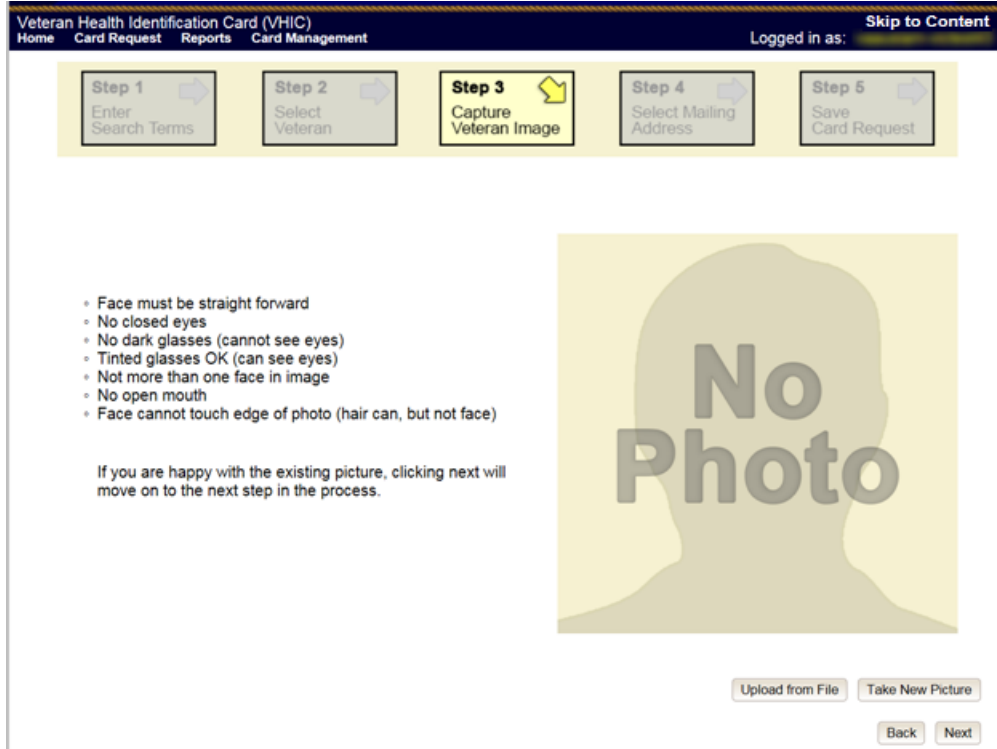 Veteran Health Identification Card (VHIC)
Skip to Content
Home Card Request Reports Card Management
Logged in as:
Step 1
Enter
Search Terms
Step 2
Select
Veteran
Step 3
Capture
Veteran Image
Step 4
Select Mailing
Address
Step 5
Save
Card Request
Face must be straight forward
No closed eyes
No dark glasses (cannot see eyes)
Tinted glasses OK (can see eyes)
Not more than one face in image
No open mouth
Face cannot touch edge of photo (hair can, but not face)
If you are happy with the existing picture, clicking next will
move on to the next step in the process.
No
Photo
Upload from File
Take New Picture
Back
Next